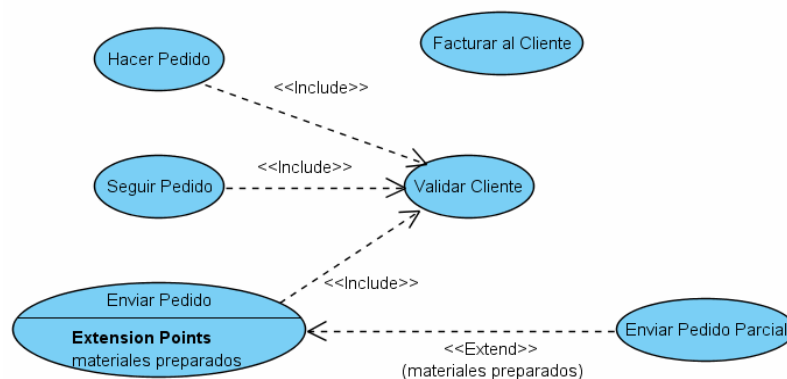 Facturar al Cliente
Hacer Pedido
<<Include>>
<<Include>>
Seguir Pedido
Validar Cliente
<<Include>>
Enviar Pedido
Extension Points
materiales preparados
Enviar Pedido Parcial
<<Extend>>
(materiales preparados)